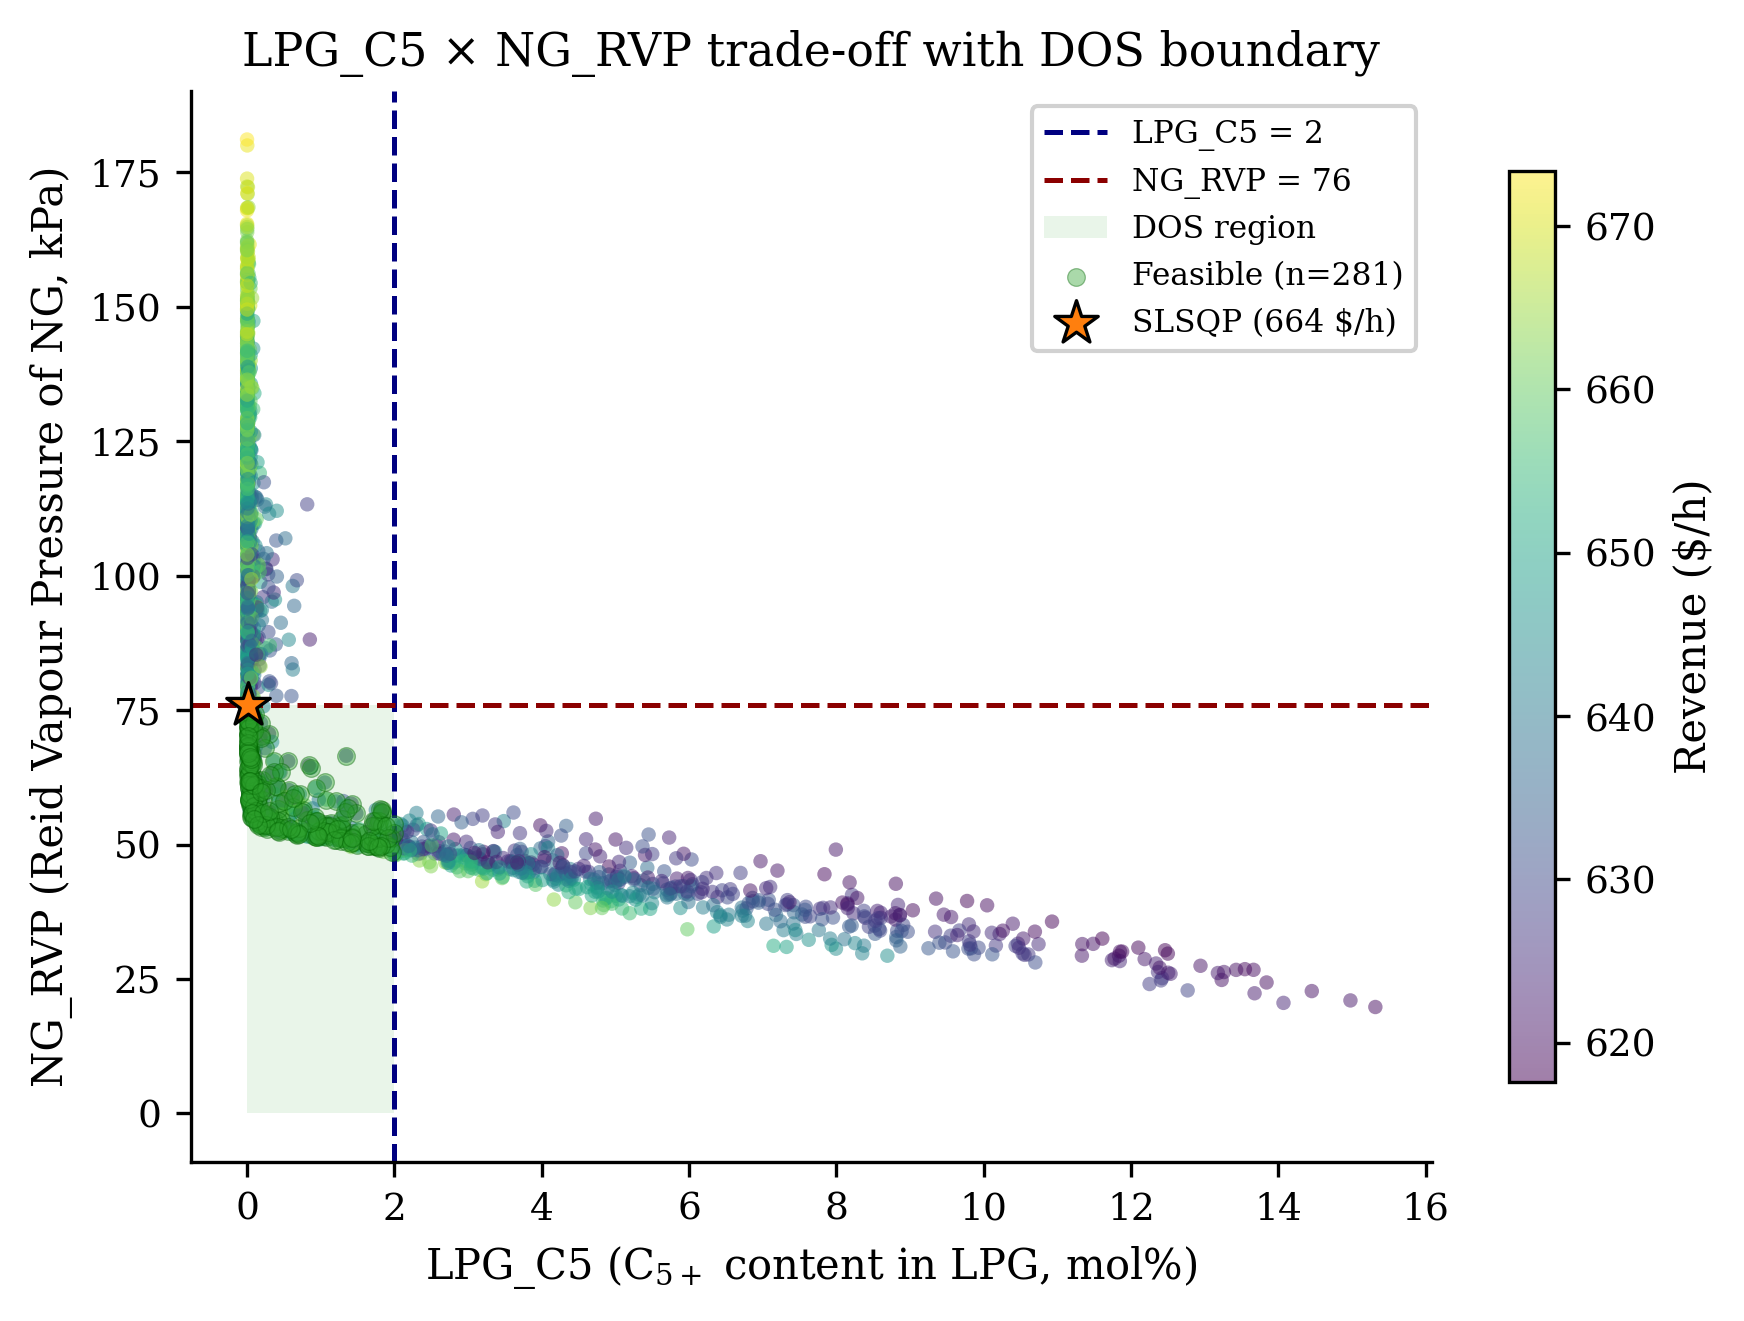 LPG_C5 × NG_RVP trade-off with DOS boundary
NG_RVP (Reid Vapour Pressure of NG, kPa)
175
150
125
100
75
50
25
0
LPG_C5 = 2
NG_RVP = 76
DOS region
Feasible (n=281)
SLSQP (664 $/h)
0 2 4 6 8 10 12 14 16
LPG_C5 (C₅₊ content in LPG, mol%)
670
660
650
640
630
620
Revenue ($/h)